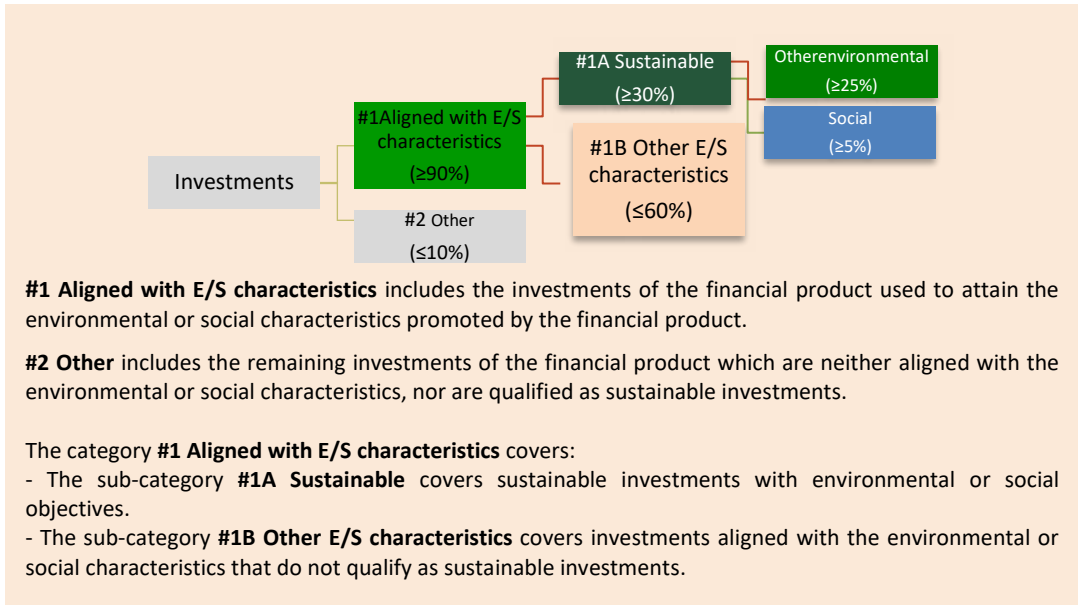 Investments
#1Aligned with E/S
characteristics
(≥90%)
#2 Other
(≤10%)
#1A Sustainable
(≥30%)
#1B Other E/S
characteristics
(≤60%)
Otherenvironmental
(≥25%)
Social
(≥5%)
#1 Aligned with E/S characteristics includes the investments of the financial product used to attain the
environmental or social characteristics promoted by the financial product.
#2 Other includes the remaining investments of the financial product which are neither aligned with the
environmental or social characteristics, nor are qualified as sustainable investments.
The category #1 Aligned with E/S characteristics covers:
- The sub-category #1A Sustainable covers sustainable investments with environmental or social
objectives.
- The sub-category #1B Other E/S characteristics covers investments aligned with the environmental or
social characteristics that do not qualify as sustainable investments.